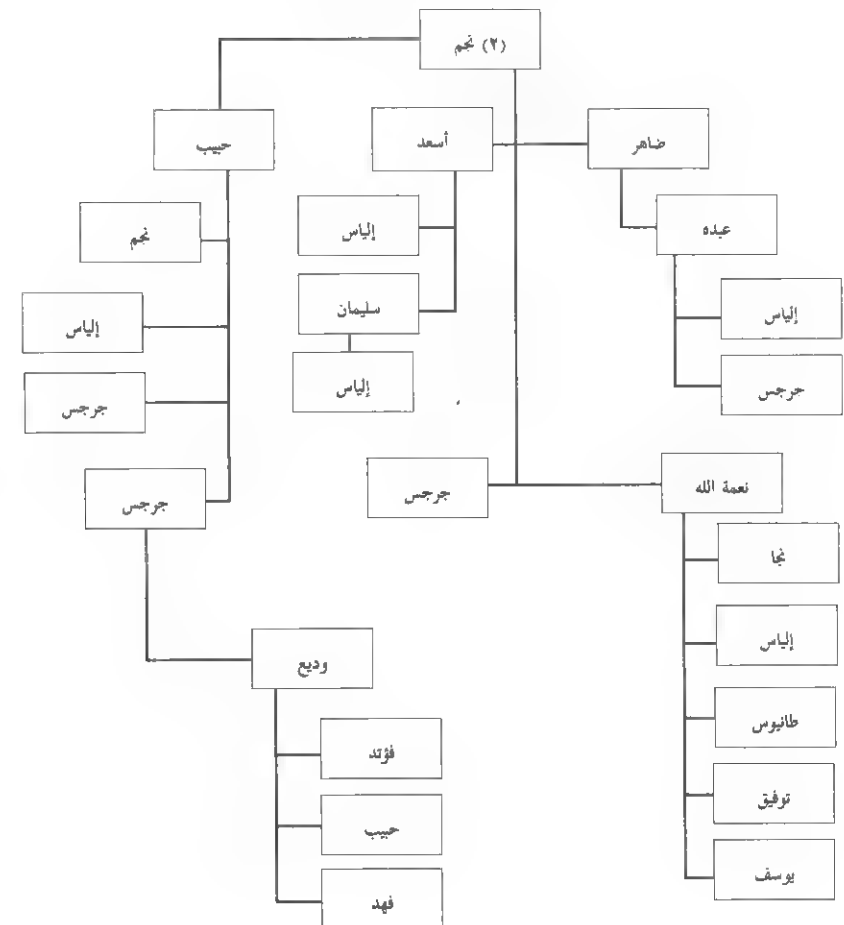 (٢) نجم
ضاهر
أسعد
حبيب
عبده
إلياس
نجم
إلياس
سليمان
إلياس
جرجس
إلياس
جرجس
نعمة الله
جرجس
جرجس
نجا
إلياس
وديع
طانيوس
فؤتد
توفيق
حبيب
يوسف
فهد